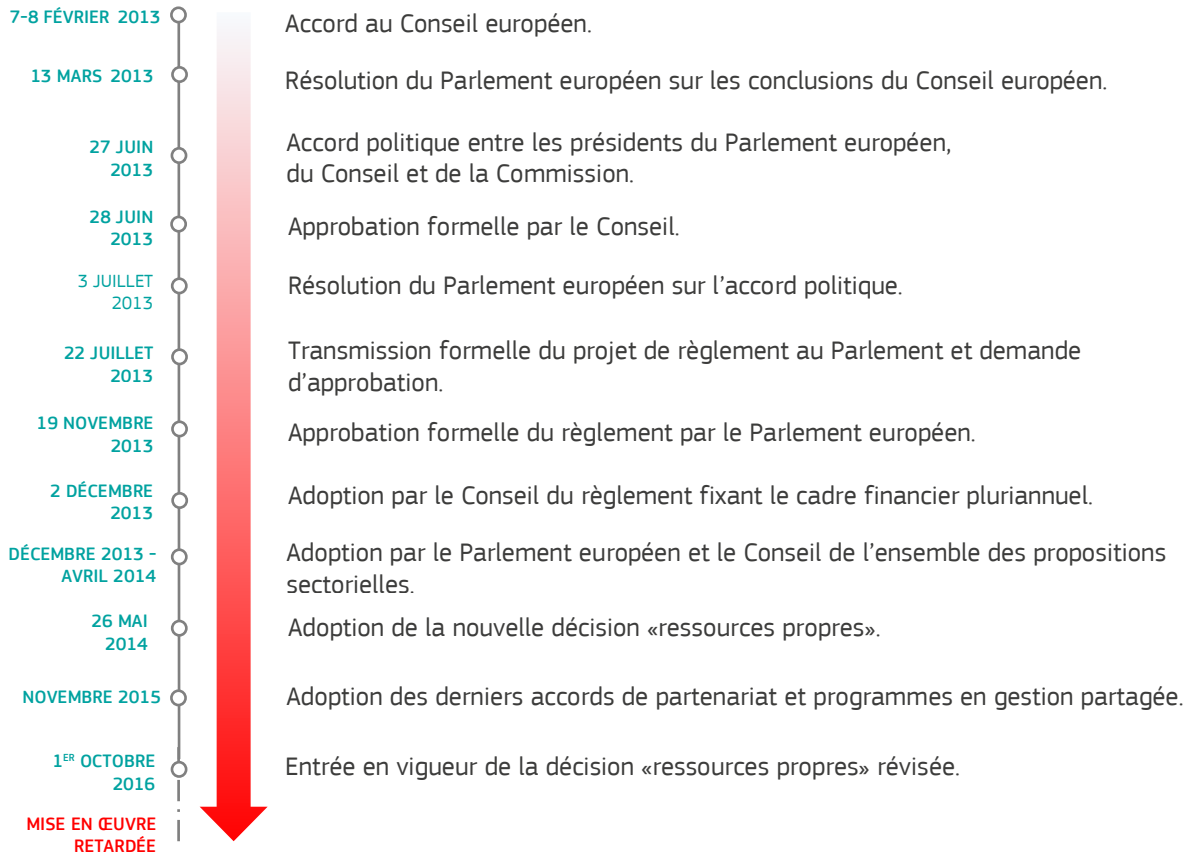 7-8 FÉVRIER 2013
Accord au Conseil européen.
13 MARS 2013
Résolution du Parlement européen sur les conclusions du Conseil européen.
27 JUIN
2013
Accord politique entre les présidents du Parlement européen,
du Conseil et de la Commission.
28 JUIN
2013
Approbation formelle par le Conseil.
3 JUILLET
2013
Résolution du Parlement européen sur l’accord politique.
22 JUILLET
2013
Transmission formelle du projet de règlement au Parlement et demande
d’approbation.
19 NOVEMBRE
2013
Approbation formelle du règlement par le Parlement européen.
2 DÉCEMBRE
2013
Adoption par le Conseil du règlement fixant le cadre financier pluriannuel.
DÉCEMBRE 2013 -
AVRIL 2014
Adoption par le Parlement européen et le Conseil de l’ensemble des propositions
sectorielles.
26 MAI
2014
Adoption de la nouvelle décision «ressources propres».
NOVEMBRE 2015
Adoption des derniers accords de partenariat et programmes en gestion partagée.
1ER OCTOBRE
2016
Entrée en vigueur de la décision «ressources propres» révisée.
MISE EN ŒUVRE
RETARDÉE